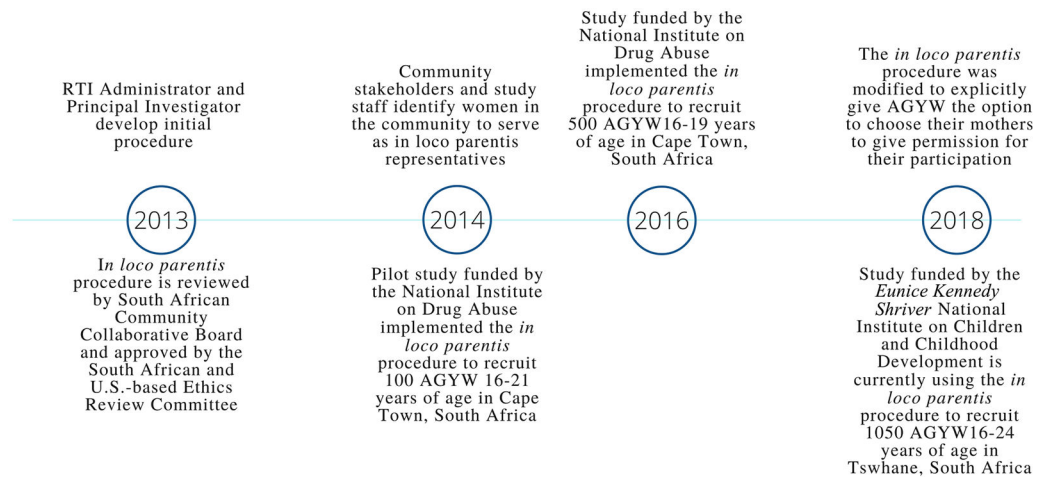 RTI Administrator and
Principal Investigator
develop initial
procedure
2013
In loco parentis
procedure is reviewed
by South African
Community
Collaborative Board
and approved by the
South African and
U.S.-based Ethics
Review Committee
Community
stakeholders and study
staff identify women in
the community to serve
as in loco parentis
representatives
2014
Pilot study funded by
the National Institute
on Drug Abuse
implemented the in
loco parentis
procedure to recruit
100 AGYW 16-21
years of age in Cape
Town, South Africa
Study funded by the
National Institute on
Drug Abuse
implemented the in
loco parentis
procedure to recruit
500 AGYW16-19 years
of age in Cape Town,
South Africa
2016
The in loco parentis
procedure was
modified to explicitly
give AGYW the option
to choose their mothers
to give permission for
their participation
2018
Study funded by the
Eunice Kennedy
Shriver National
Institute on Children
and Childhood
Development is
currently using the in
loco parentis
procedure to recruit
1050 AGYW16-24
years of age in
Tswhane, South Africa